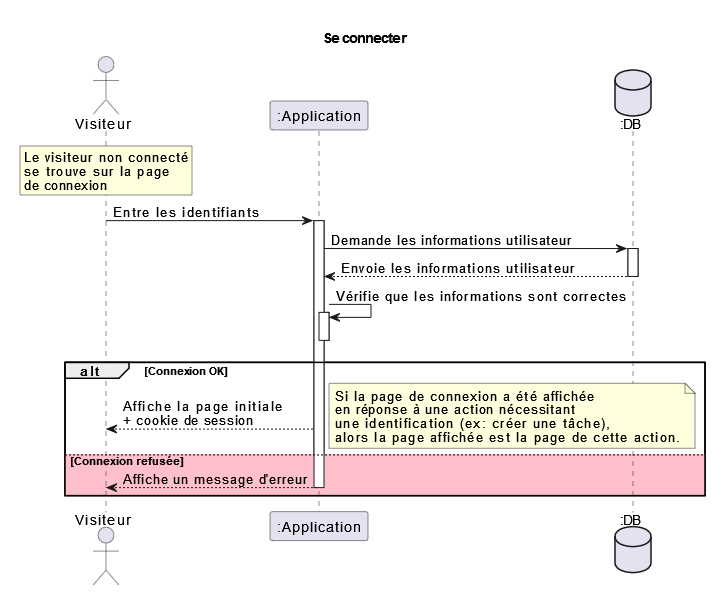 Se connecter
Visiteur
:Application
:DB
Le visiteur non connecté
se trouve sur la page
de connexion
Entre les identifiants
Demande les informations utilisateur
Envoie les informations utilisateur
Vérifie que les informations sont correctes
alt
[Connexion OK]
Affiche la page initiale
+ cookie de session
Si la page de connexion a été affichée
en réponse à une action nécessitant
une identification (ex: créer une tâche),
alors la page affichée est la page de cette action.
[Connexion refusée]
Affiche un message d'erreur
Visiteur
:Application
:DB